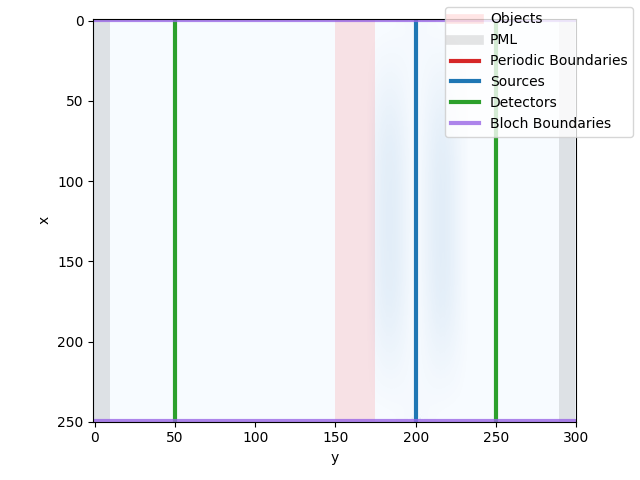 Objects
PML
Periodic Boundaries
Sources
Detectors
Bloch Boundaries
0
50
100
150
200
250
x
0
50
100
150
200
250
300
y